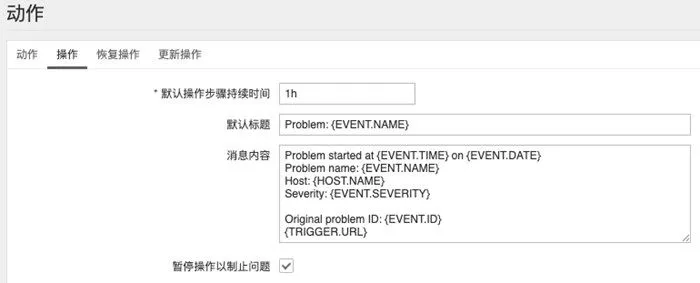 动作
动作 操作 恢复操作 更新操作
* 默认操作步骤持续时间 1h
默认标题 Problem: {EVENT.NAME}
消息内容 Problem started at {EVENT.TIME} on {EVENT.DATE}
Problem name: {EVENT.NAME}
Host: {HOST.NAME}
Severity: {EVENT.SEVERITY}
Original problem ID: {EVENT.ID}
{TRIGGER.URL}
暂停操作以制止问题